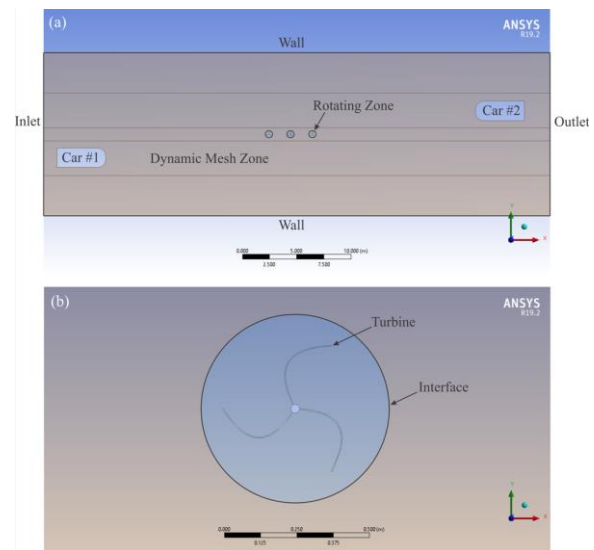 (a)
ANSYS
R19.2
Wall
Rotating Zone
Car #2
Inlet
Outlet
Car #1
Dynamic Mesh Zone
Wall
Y
X
0.000 5.000 10.000 (m)
2.500 7.500
(b)
ANSYS
R19.2
Turbine
Interface
Y
X
0.000 0.250 0.500 (m)
0.125 0.375